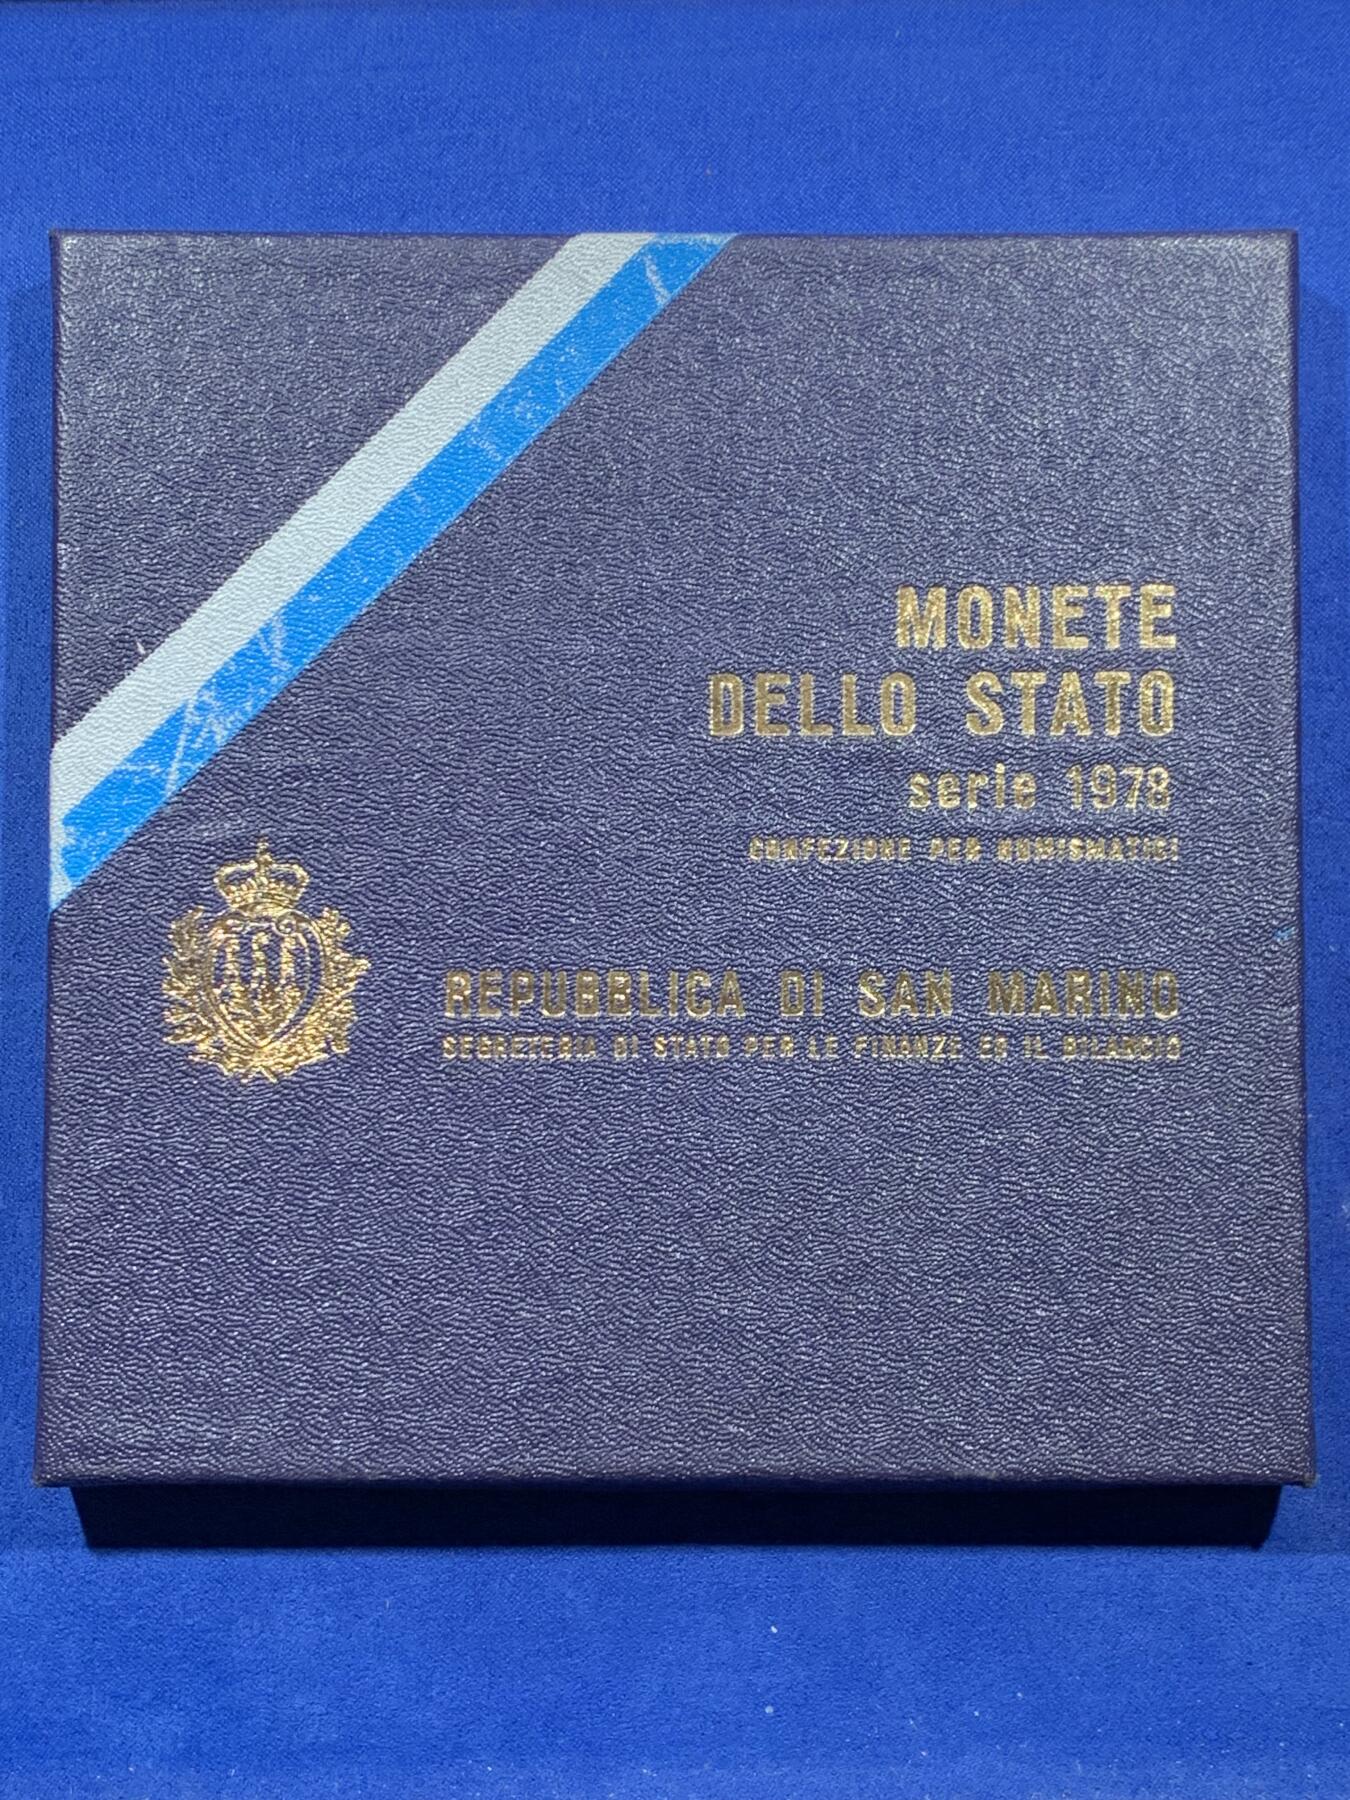 MONETE
DELLO STATO
serie 1978
CONFEZIONE PER NUMISMATICI
REPUBBLICA DI SAN MARINO
SEGRETERIA DI STATO PER LE FINANZE ED IL BILANCIO